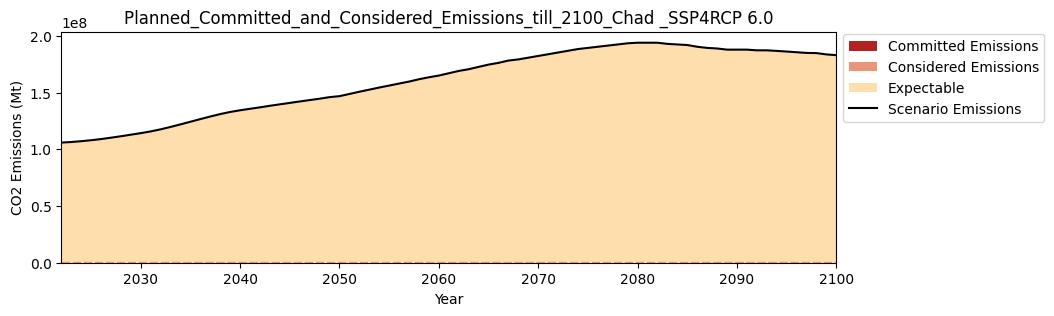 Planned_Committed_and_Considered_Emissions_till_2100_Chad _SSP4RCP 6.0
1e8
2.0
1.5
1.0
0.5
0.0
CO2 Emissions (Mt)
2030 2040 2050 2060 2070 2080 2090 2100
Year
Committed Emissions
Considered Emissions
Expectable
Scenario Emissions